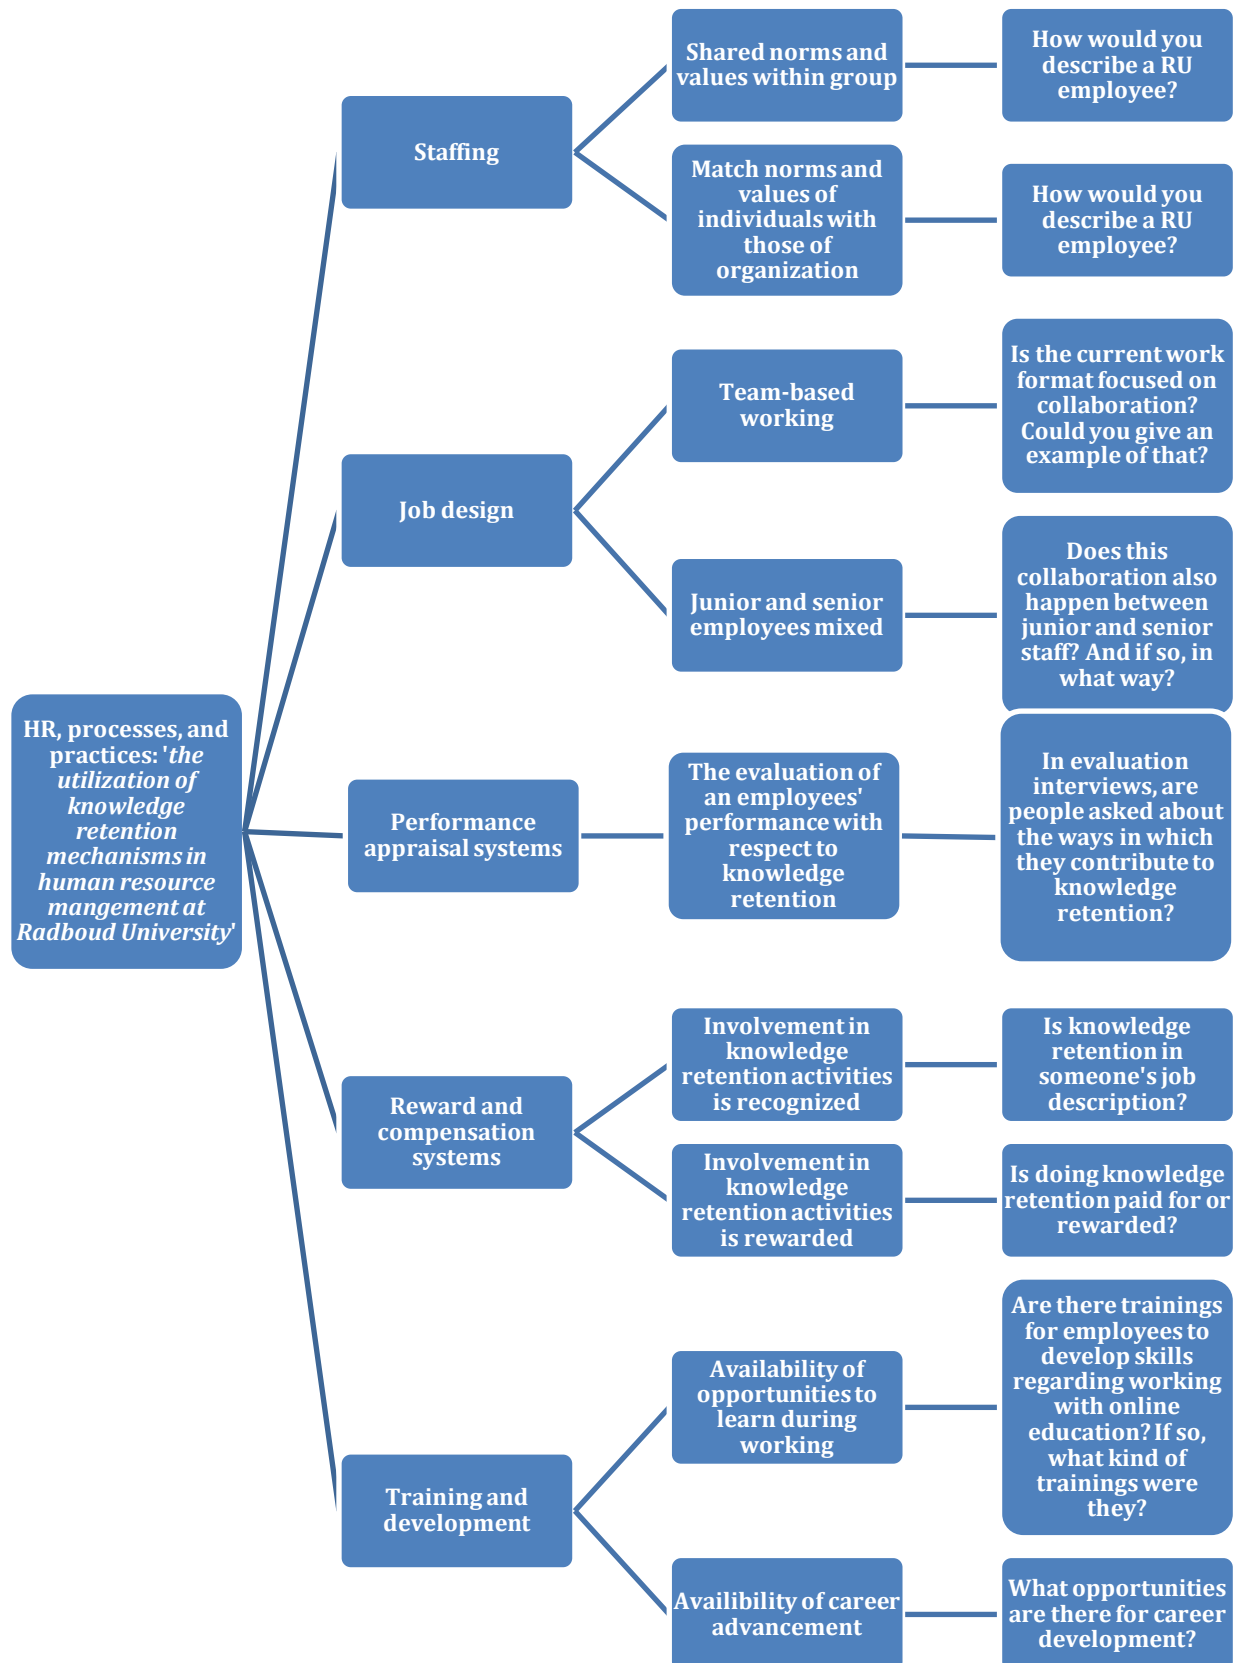 HR, processes, and
practices: 'the
utilization of
knowledge
retention
mechanisms in
human resource
mangement at
Radboud University'
Staffing
Shared norms and
values within group
How would you
describe a RU
employee?
Match norms and
values of
individuals with
those of
organization
How would you
describe a RU
employee?
Job design
Team-based
working
Is the current work
format focused on
collaboration?
Could you give an
example of that?
Junior and senior
employees mixed
Does this
collaboration also
happen between
junior and senior
staff? And if so, in
what way?
Performance
appraisal systems
The evaluation of
an employees'
performance with
respect to
knowledge
retention
In evaluation
interviews, are
people asked about
the ways in which
they contribute to
knowledge
retention?
Reward and
compensation
systems
Involvement in
knowledge
retention activities
is recognized
Is knowledge
retention in
someone's job
description?
Involvement in
knowledge
retention activities
is rewarded
Is doing knowledge
retention paid for or
rewarded?
Training and
development
Availability of
opportunities to
learn during
working
Are there trainings
for employees to
develop skills
regarding working
with online
education? If so,
what kind of
trainings were
they?
Availibility of career
advancement
What opportunities
are there for career
development?